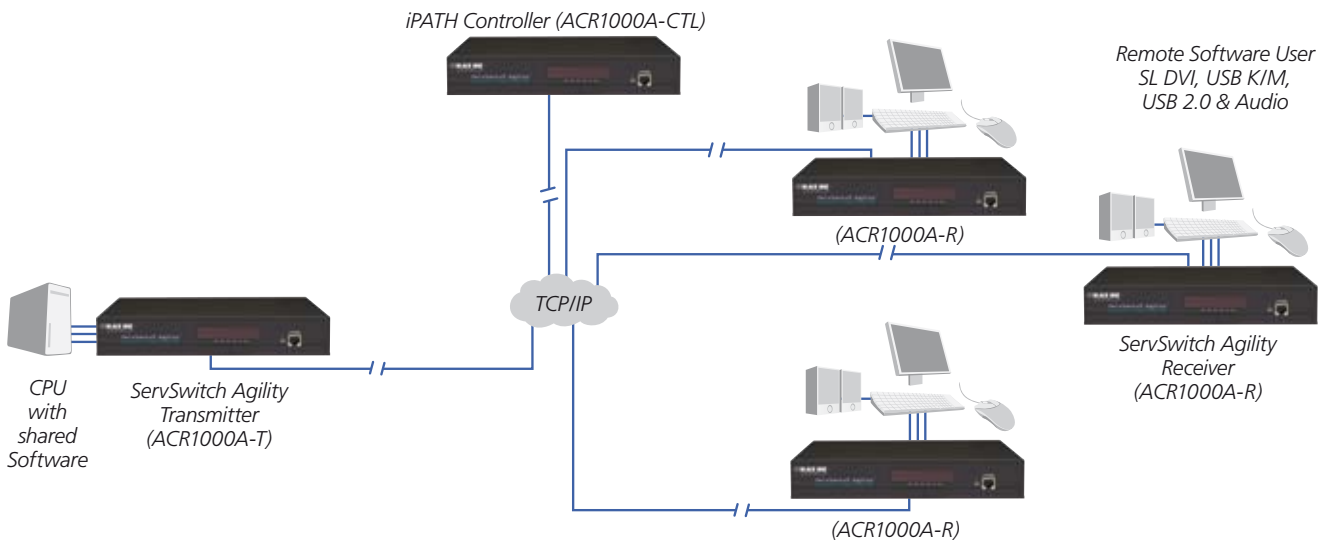 iPATH Controller (ACR1000A-CTL)
Remote Software User
SL DVI, USB K/M,
USB 2.0 & Audio
(ACR1000A-R)
TCP/IP
CPU
with
shared
Software
ServSwitch Agility
Transmitter
(ACR1000A-T)
ServSwitch Agility
Receiver
(ACR1000A-R)
(ACR1000A-R)